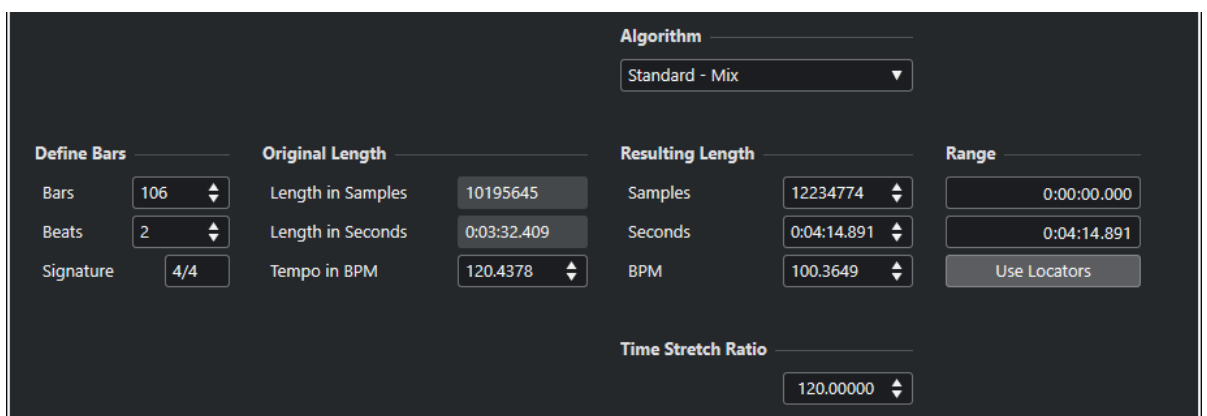 Algorithm
Standard - Mix
Define Bars
Original Length
Resulting Length
Range
Bars 106
Length in Samples 10195645
Samples 12234774
0:00:00.000
Beats 2
Length in Seconds 0:03:32.409
Seconds 0:04:14.891
0:04:14.891
Signature 4/4
Tempo in BPM 120.4378
BPM 100.3649
Use Locators
Time Stretch Ratio
120.00000